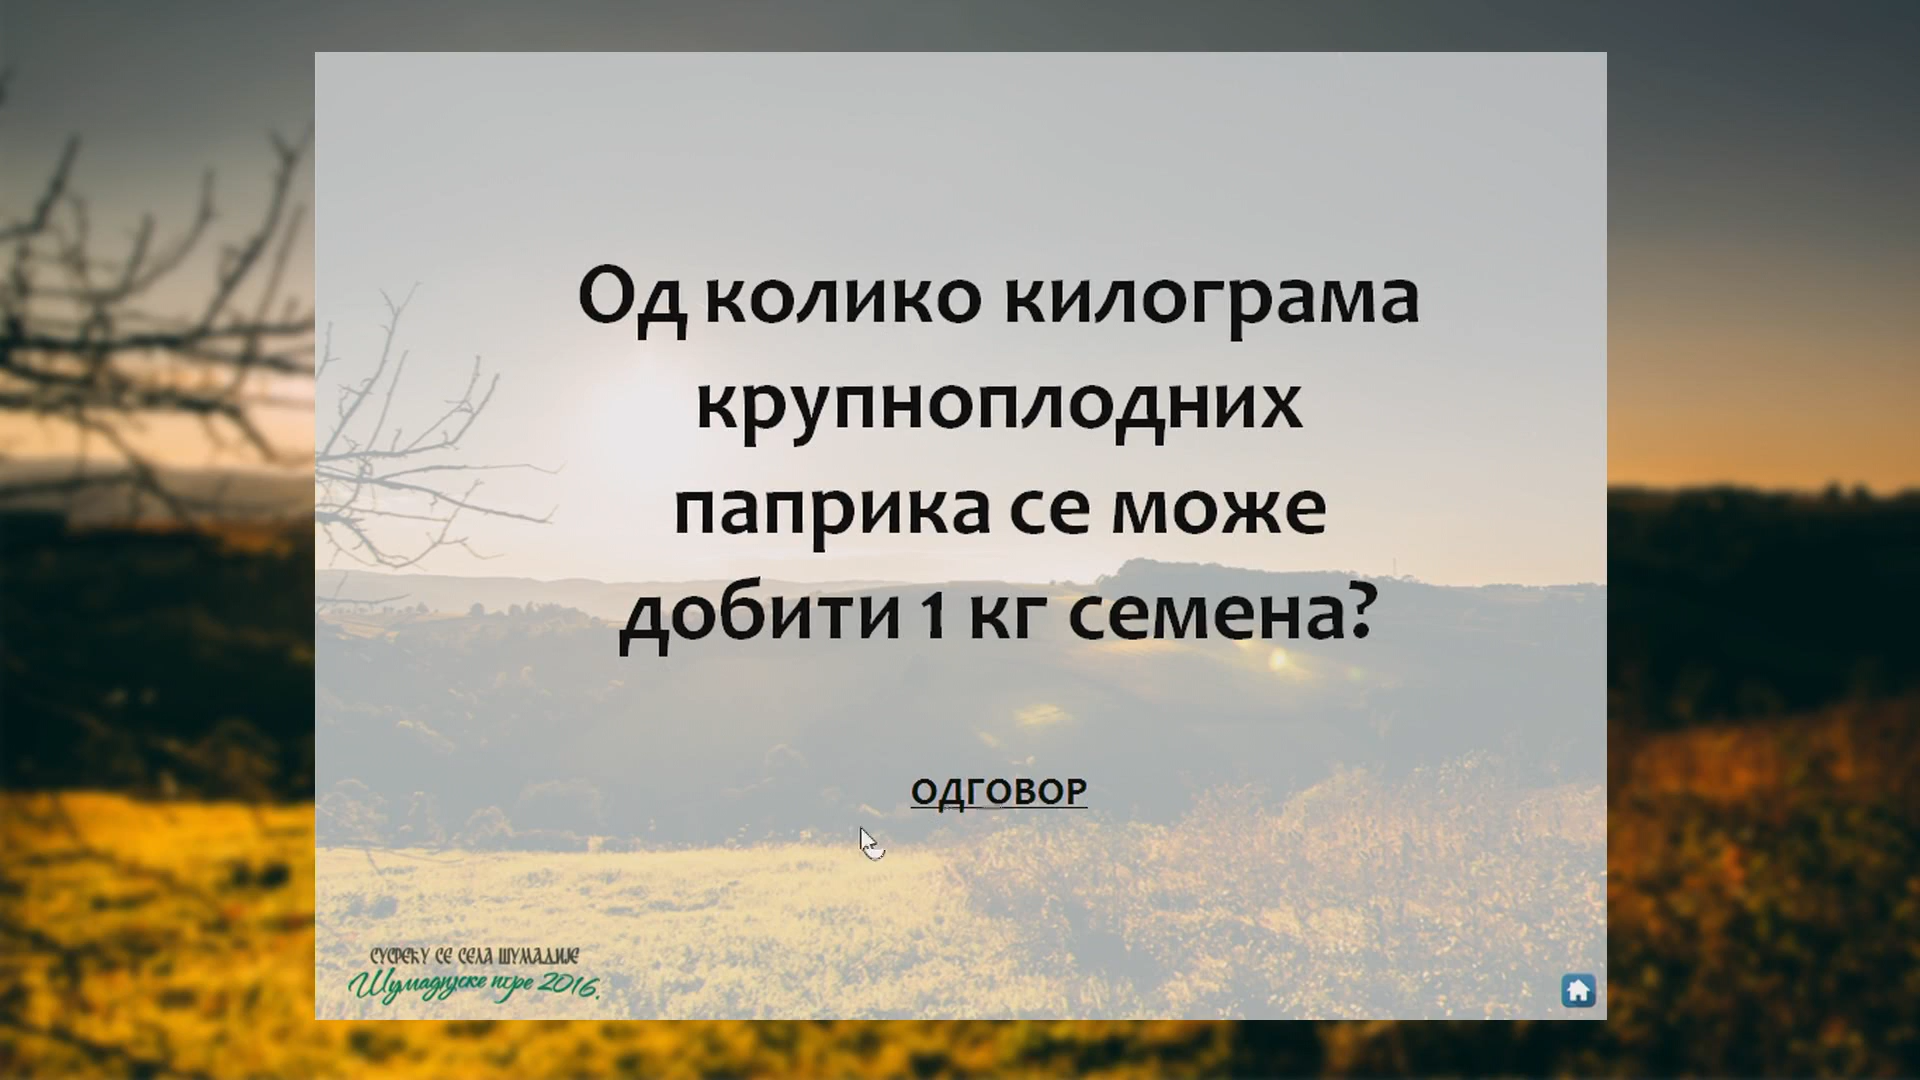 Од колико килограма
крупноплодних
паприка се може
добити 1 кг семена?
ОДГОВОР
СУСРЕЋУ СЕ СЕЛА ШУМАДИЈЕ
Шумадијске игре 2016.